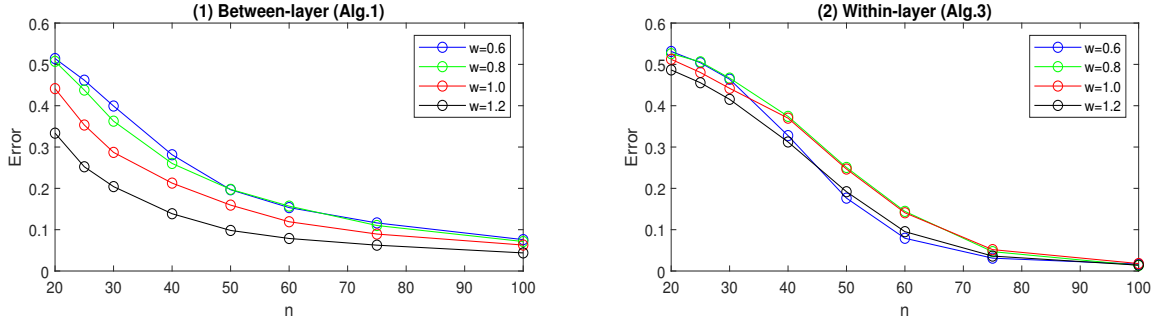 (1) Between-layer (Alg.1)
0.6
0.5
0.4
0.3
0.2
0.1
0
Error
w=0.6
w=0.8
w=1.0
w=1.2
20 30 40 50 60 70 80 90 100
n
(2) Within-layer (Alg.3)
0.6
0.5
0.4
0.3
0.2
0.1
0
Error
w=0.6
w=0.8
w=1.0
w=1.2
20 30 40 50 60 70 80 90 100
n